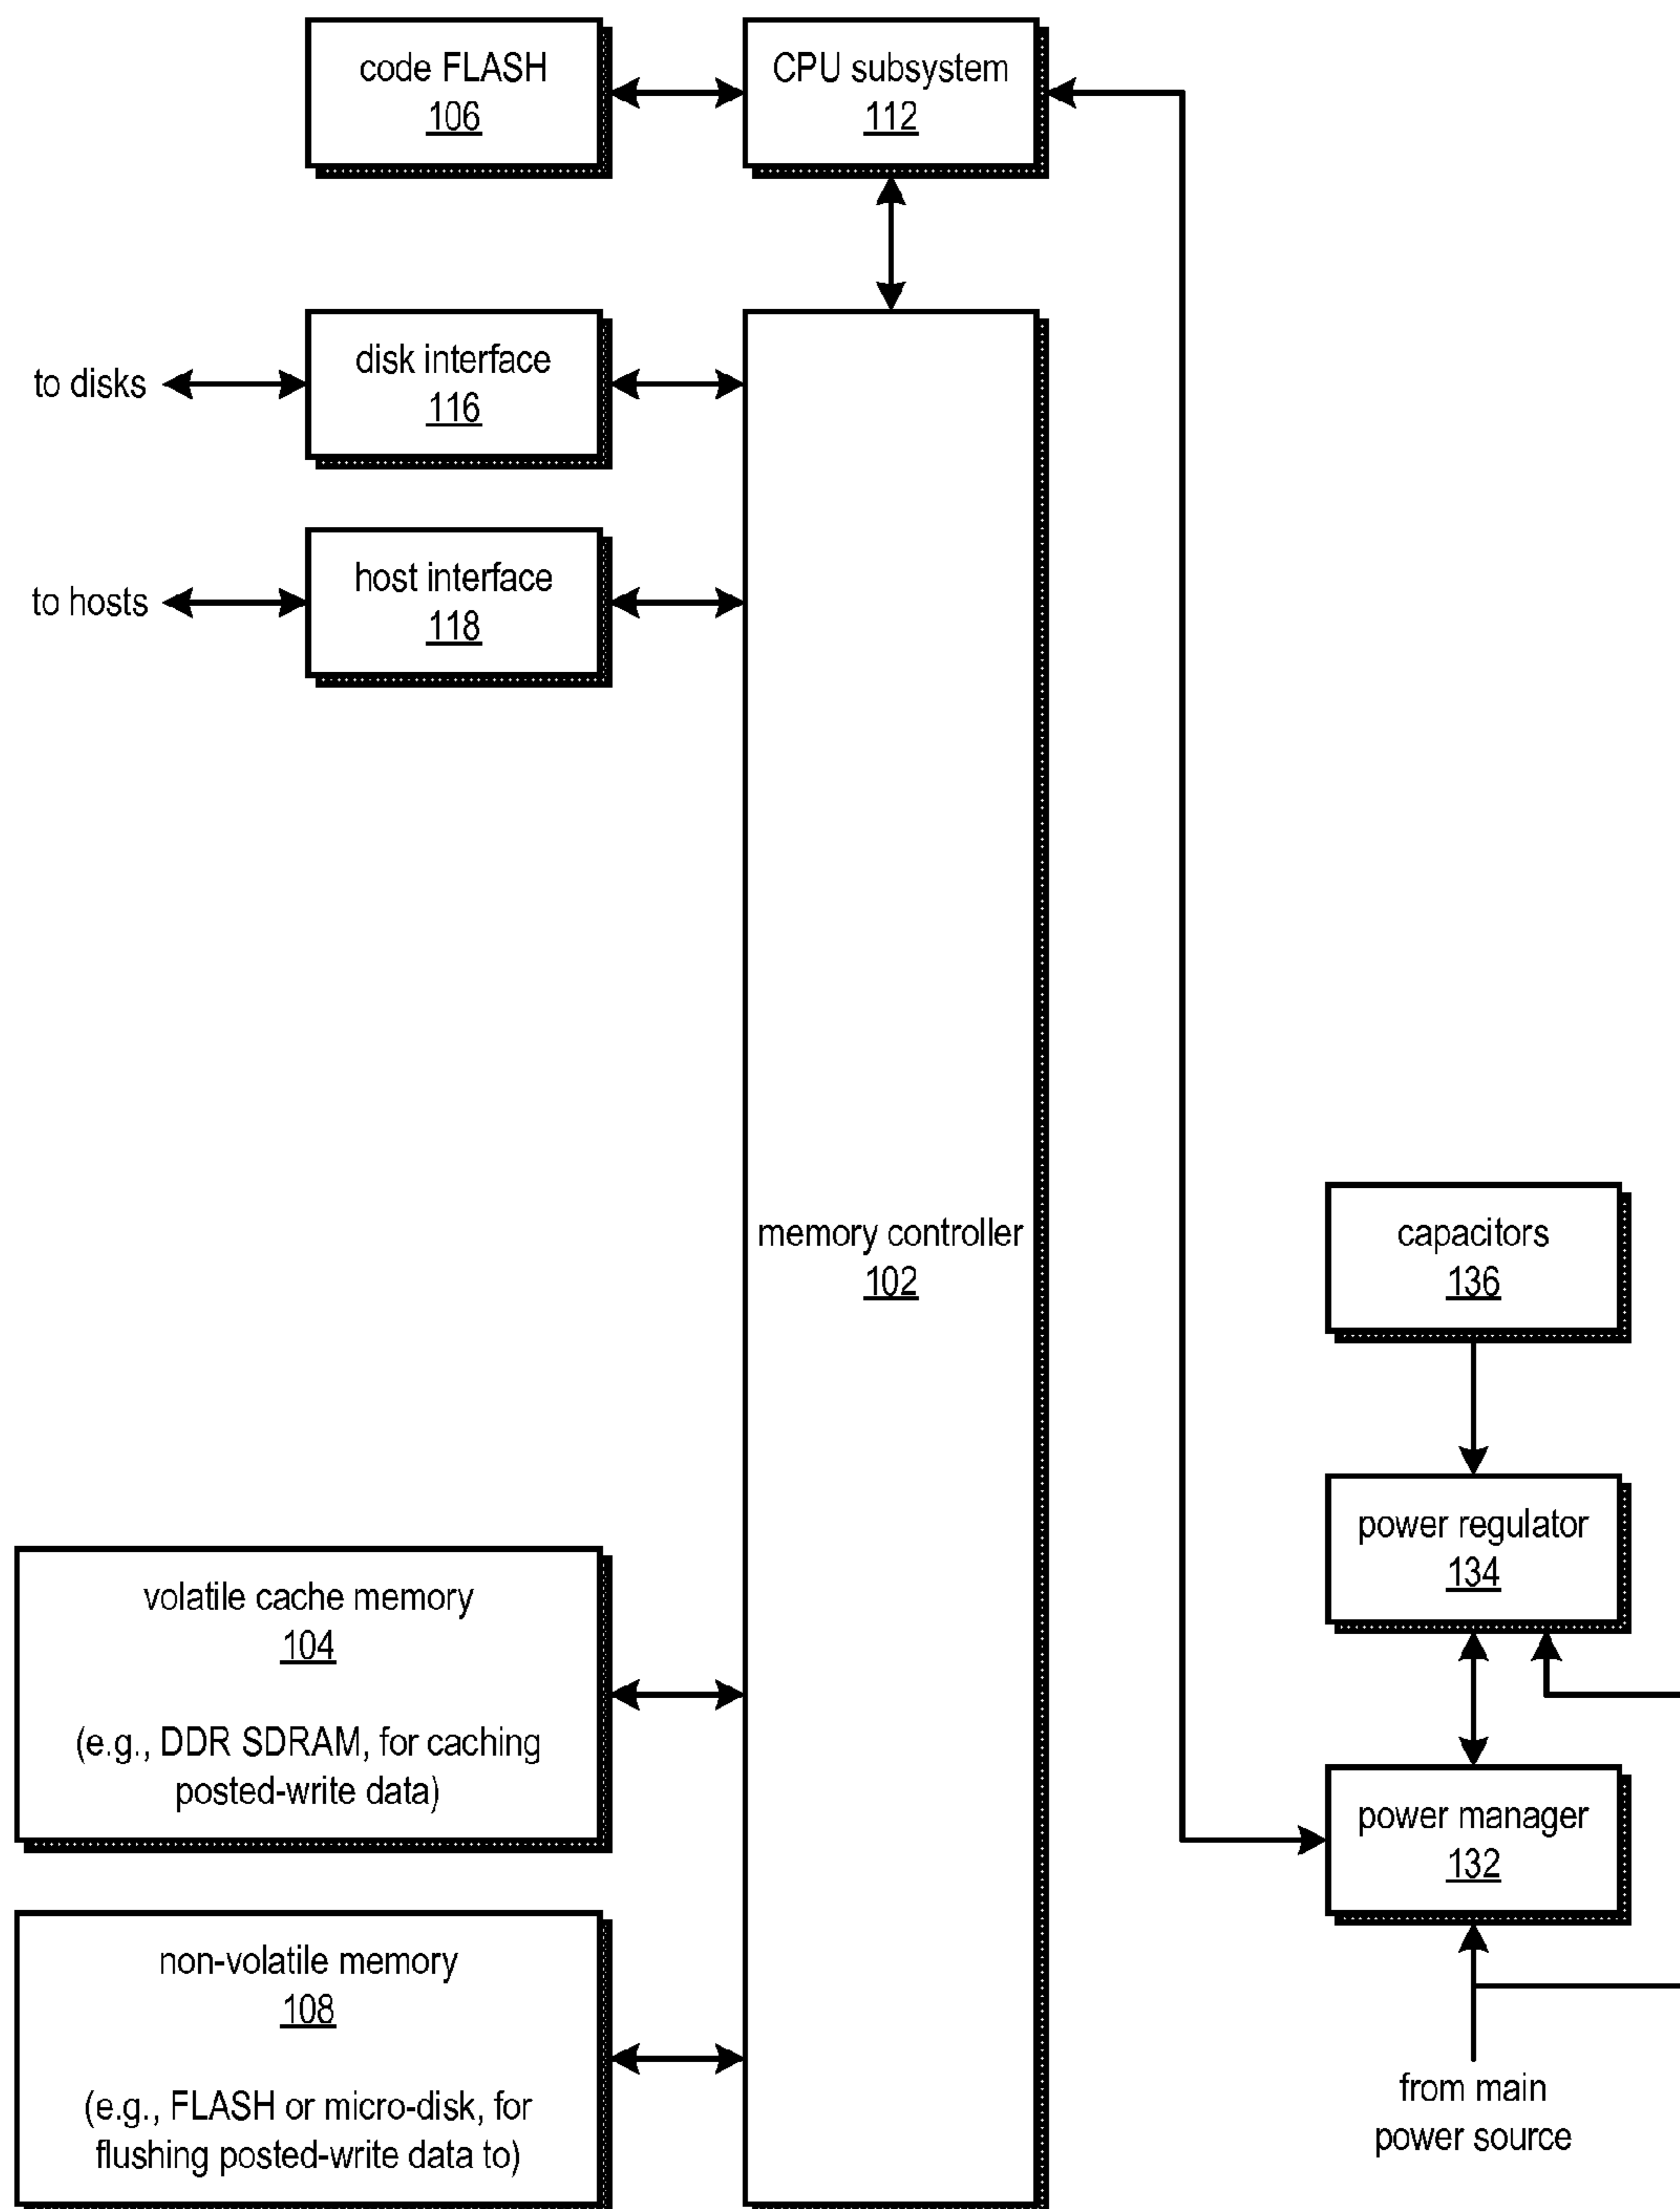 code FLASH
106
CPU subsystem
112
to disks
disk interface
116
to hosts
host interface
118
memory controller
102
capacitors
136
power regulator
134
volatile cache memory
104
(e.g., DDR SDRAM, for caching
posted-write data)
power manager
132
non-volatile memory
108
(e.g., FLASH or micro-disk, for
flushing posted-write data to)
from main
power source